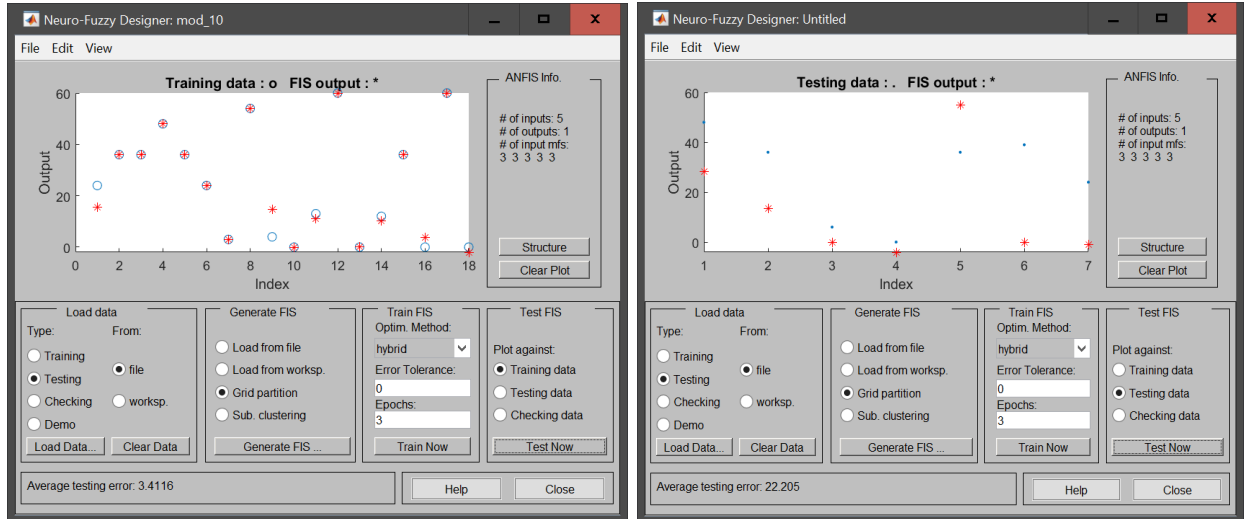 Neuro-Fuzzy Designer: mod_10
File Edit View
Training data : o FIS output : *
Output
60
40
20
0
0 2 4 6 8 10 12 14 16 18
Index
ANFIS Info.
# of inputs: 5
# of outputs: 1
# of input mfs:
3 3 3 3 3
Structure
Clear Plot
Load data
Type: From:
Training
Testing
Checking
Demo
file
worksp.
Load Data... Clear Data
Generate FIS
Load from file
Load from worksp.
Grid partition
Sub. clustering
Generate FIS ...
Train FIS
Optim. Method:
hybrid
Error Tolerance:
0
Epochs:
3
Train Now
Test FIS
Plot against:
Training data
Testing data
Checking data
Test Now
Average testing error: 3.4116
Help Close
Neuro-Fuzzy Designer: Untitled
File Edit View
Testing data : . FIS output : *
Output
60
40
20
0
1 2 3 4 5 6 7
Index
ANFIS Info.
# of inputs: 5
# of outputs: 1
# of input mfs:
3 3 3 3 3
Structure
Clear Plot
Load data
Type: From:
Training
Testing
Checking
Demo
file
worksp.
Load Data... Clear Data
Generate FIS
Load from file
Load from worksp.
Grid partition
Sub. clustering
Generate FIS ...
Train FIS
Optim. Method:
hybrid
Error Tolerance:
0
Epochs:
3
Train Now
Test FIS
Plot against:
Training data
Testing data
Checking data
Test Now
Average testing error: 22.205
Help Close